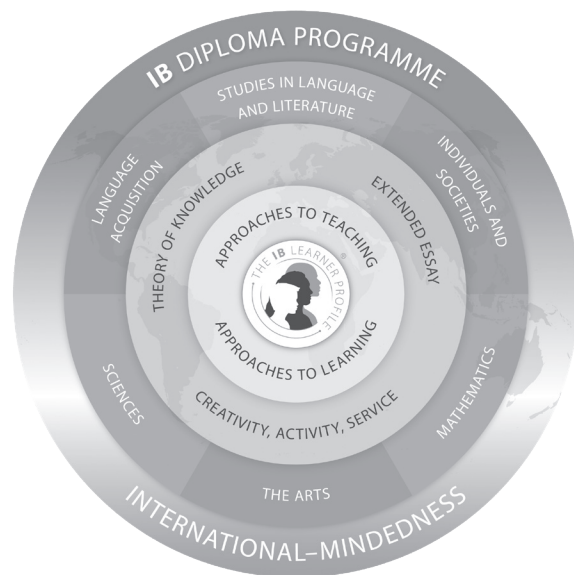 IB DIPLOMA PROGRAMME
STUDIES IN LANGUAGE
AND LITERATURE
LANGUAGE
ACQUISITION
INDIVIDUALS AND
SOCIETIES
THEORY OF KNOWLEDGE
EXTENDED ESSAY
APPROACHES TO TEACHING
THE IB LEARNER PROFILE
APPROACHES TO LEARNING
CREATIVITY, ACTIVITY, SERVICE
SCIENCES
MATHEMATICS
THE ARTS
INTERNATIONAL–MINDEDNESS